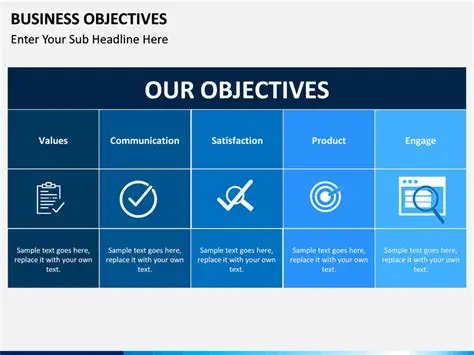 BUSINESS OBJECTIVES
Enter Your Sub Headline Here
OUR OBJECTIVES
Values
Communication
Satisfaction
Product
Engage
Sample text goes here,
replace it with your own
text.
Sample text goes here,
replace it with your own
text.
Sample text goes here,
replace it with your own
text.
Sample text goes here,
replace it with your own
text.
Sample text goes here,
replace it with your own
text.